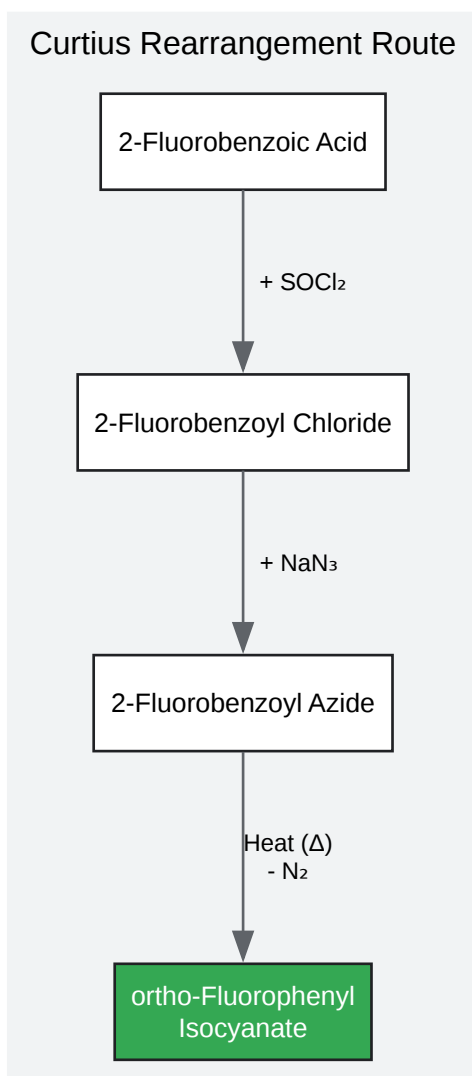 Curtius Rearrangement Route
2-Fluorobenzoic Acid
+ SOCl₂
2-Fluorobenzoyl Chloride
+ NaN₃
2-Fluorobenzoyl Azide
Heat (Δ)
- N₂
ortho-Fluorophenyl
Isocyanate